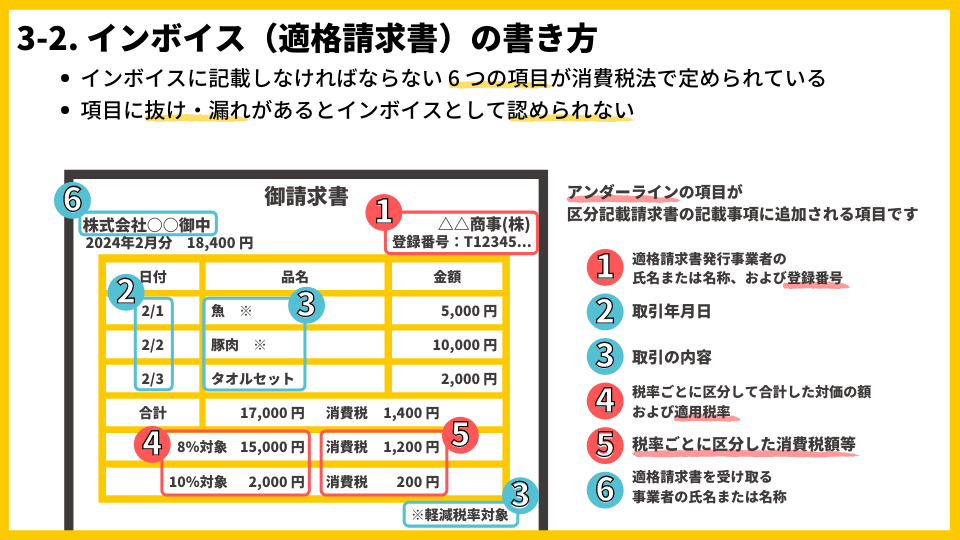 3-2. インボイス（適格請求書）の書き方
• インボイスに記載しなければならない 6 つの項目が消費税法で定められている
• 項目に抜け・漏れがあるとインボイスとして認められない
御請求書
6
株式会社○○御中
2024年2月分　18,400 円
1
△△商事(株)
登録番号：T12345...
日付　品名　金額
2
3
2/1　魚　※　5,000 円
2/2　豚肉　※　10,000 円
2/3　タオルセット　2,000 円
合計　17,000 円　消費税　1,400 円
4
5
8%対象　15,000 円　消費税　1,200 円
10%対象　2,000 円　消費税　200 円
3
※軽減税率対象
アンダーラインの項目が
区分記載請求書の記載事項に追加される項目です
1
適格請求書発行事業者の
氏名または名称、および登録番号
2 取引年月日
3 取引の内容
4
税率ごとに区分して合計した対価の額
および適用税率
5 税率ごとに区分した消費税額等
6
適格請求書を受け取る
事業者の氏名または名称